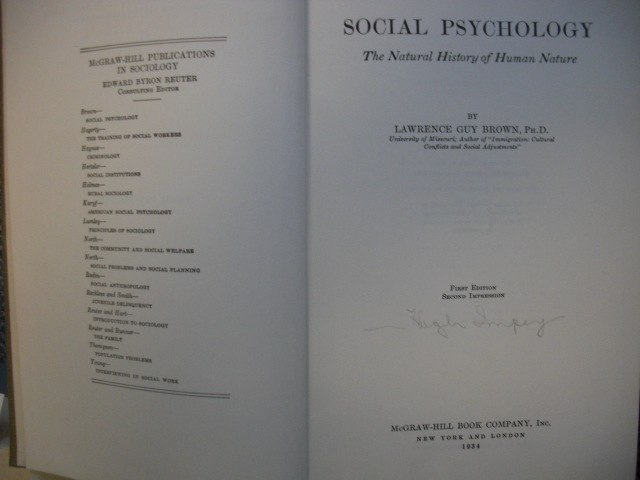 McGRAW-HILL PUBLICATIONS
IN SOCIOLOGY
EDWARD BYRON REUTER
CONSULTING EDITOR
Brown—
SOCIAL PSYCHOLOGY
Hagerty—
THE TRAINING OF SOCIAL WORKERS
Haynes—
CRIMINOLOGY
Hertzler—
SOCIAL INSTITUTIONS
Holmes—
RURAL SOCIOLOGY
Karpf—
AMERICAN SOCIAL PSYCHOLOGY
Lumley—
PRINCIPLES OF SOCIOLOGY
North—
THE COMMUNITY AND SOCIAL WELFARE
North—
SOCIAL PROBLEMS AND SOCIAL PLANNING
Radin—
SOCIAL ANTHROPOLOGY
Reckless and Smith—
JUVENILE DELINQUENCY
Reuter and Hart—
INTRODUCTION TO SOCIOLOGY
Reuter and Runner—
THE FAMILY
Thompson—
POPULATION PROBLEMS
Young—
INTERVIEWING IN SOCIAL WORK
SOCIAL PSYCHOLOGY
The Natural History of Human Nature
BY
LAWRENCE GUY BROWN, PH.D.
University of Missouri; Author of "Immigration: Cultural
Conflicts and Social Adjustments"
FIRST EDITION
SECOND IMPRESSION
Hugh Impey
McGRAW-HILL BOOK COMPANY, INC.
NEW YORK AND LONDON
1934